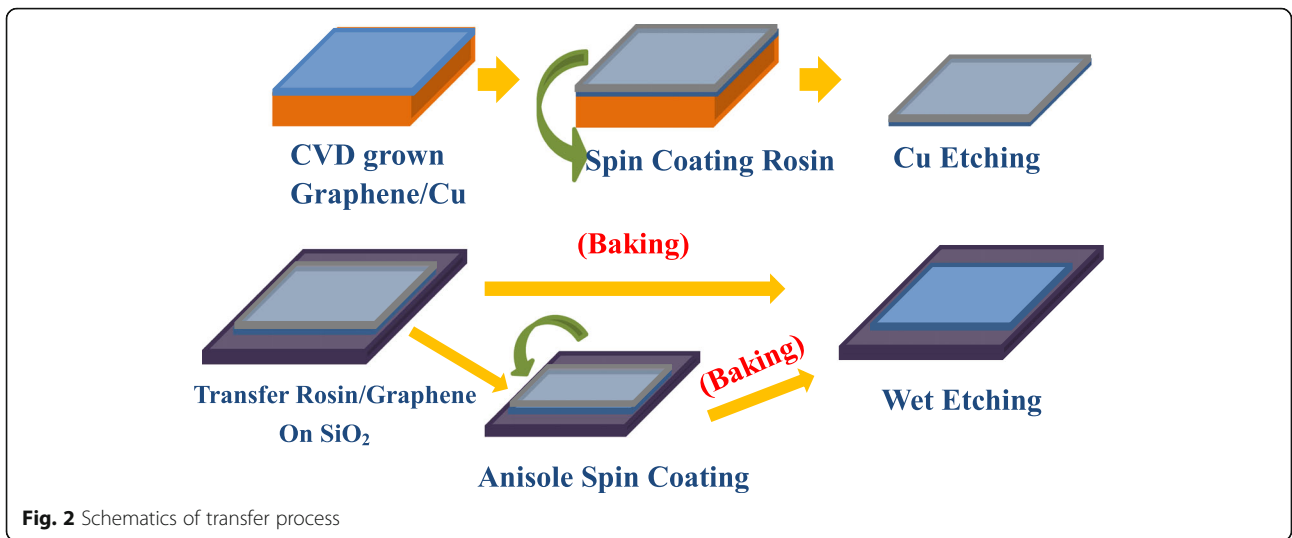 CVD grown
Graphene/Cu
Spin Coating Rosin
Cu Etching
(Baking)
Transfer Rosin/Graphene
On SiO₂
(Baking)
Wet Etching
Anisole Spin Coating
Fig. 2 Schematics of transfer process